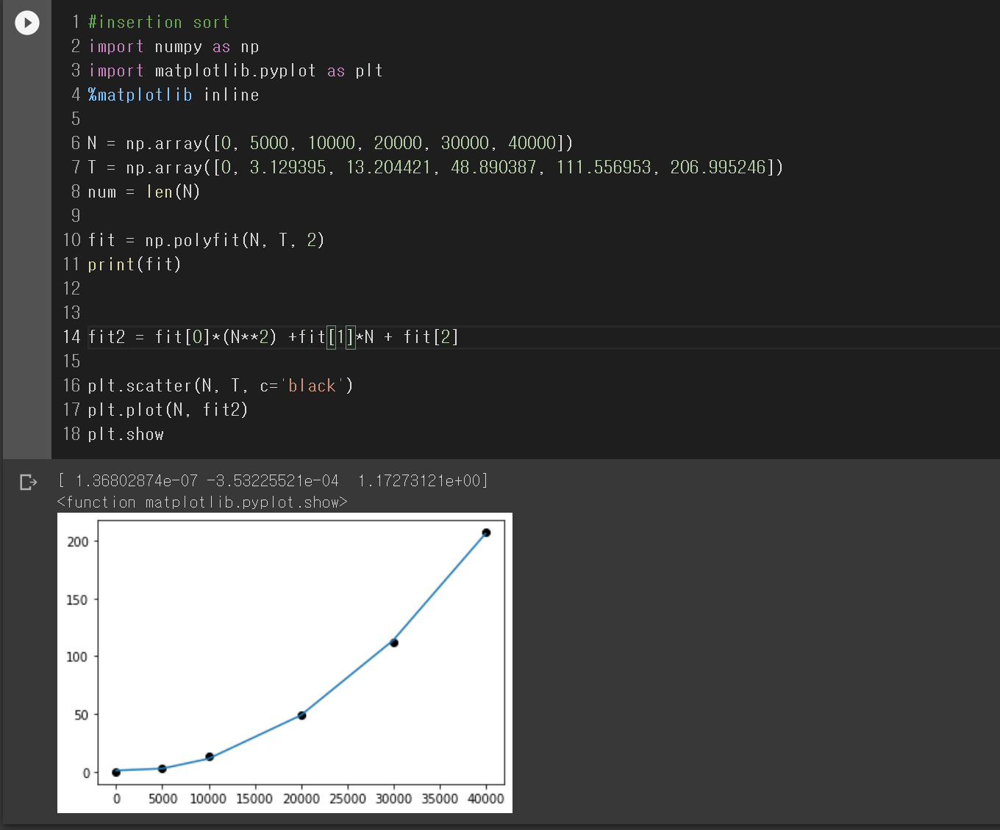 1 #insertion sort
2 import numpy as np
3 import matplotlib.pyplot as plt
4 %matplotlib inline
5
6 N = np.array([0, 5000, 10000, 20000, 30000, 40000])
7 T = np.array([0, 3.129395, 13.204421, 48.890387, 111.556953, 206.995246])
8 num = len(N)
9
10 fit = np.polyfit(N, T, 2)
11 print(fit)
12
13
14 fit2 = fit[0]*(N**2) +fit[1]*N + fit[2]
15
16 plt.scatter(N, T, c='black')
17 plt.plot(N, fit2)
18 plt.show
[ 1.36802874e-07 -3.53225521e-04  1.17273121e+00]
<function matplotlib.pyplot.show>
200
150
100
50
0
0 5000 10000 15000 20000 25000 30000 35000 40000